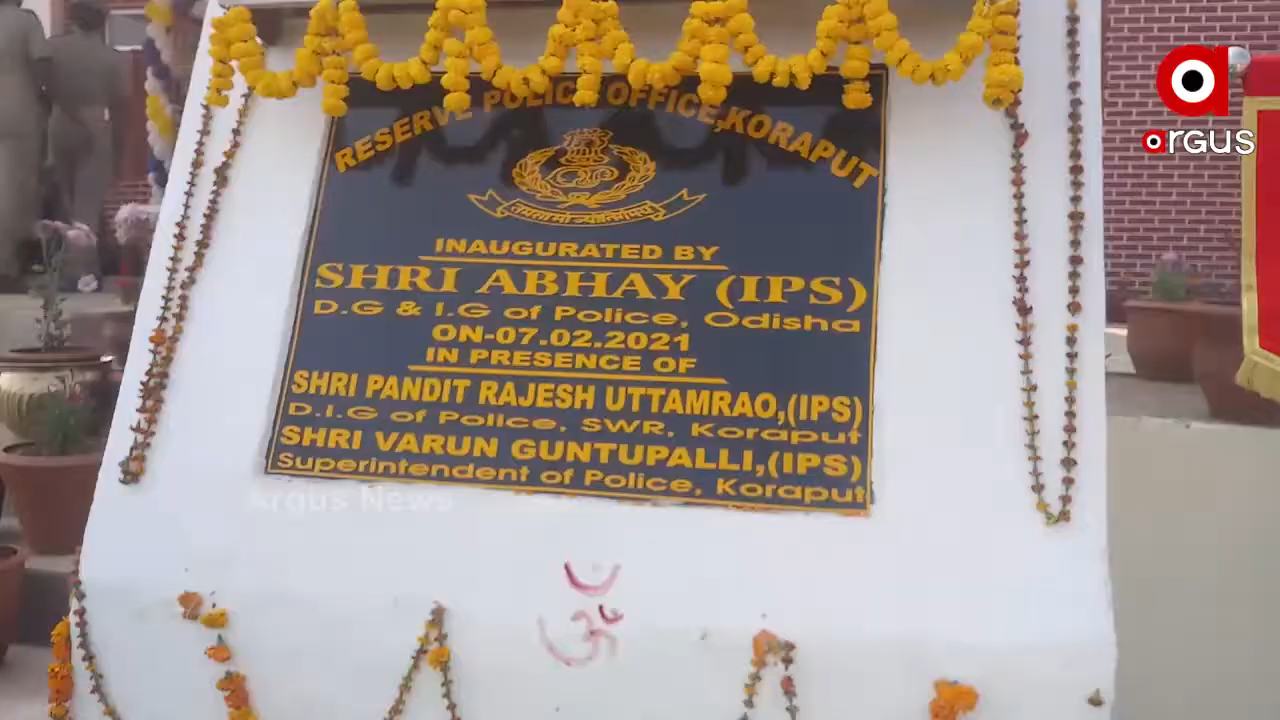 argus
RESERVE POLICE OFFICE, KORAPUT
INAUGURATED BY
SHRI ABHAY (IPS)
D.G & I.G of Police, Odisha
ON-07.02.2021
IN PRESENCE OF
SHRI PANDIT RAJESH UTTAMRAO,(IPS)
D.I.G of Police, SWR, Koraput
SHRI VARUN GUNTUPALLI,(IPS)
Superintendent of Police, Koraput
Argus News